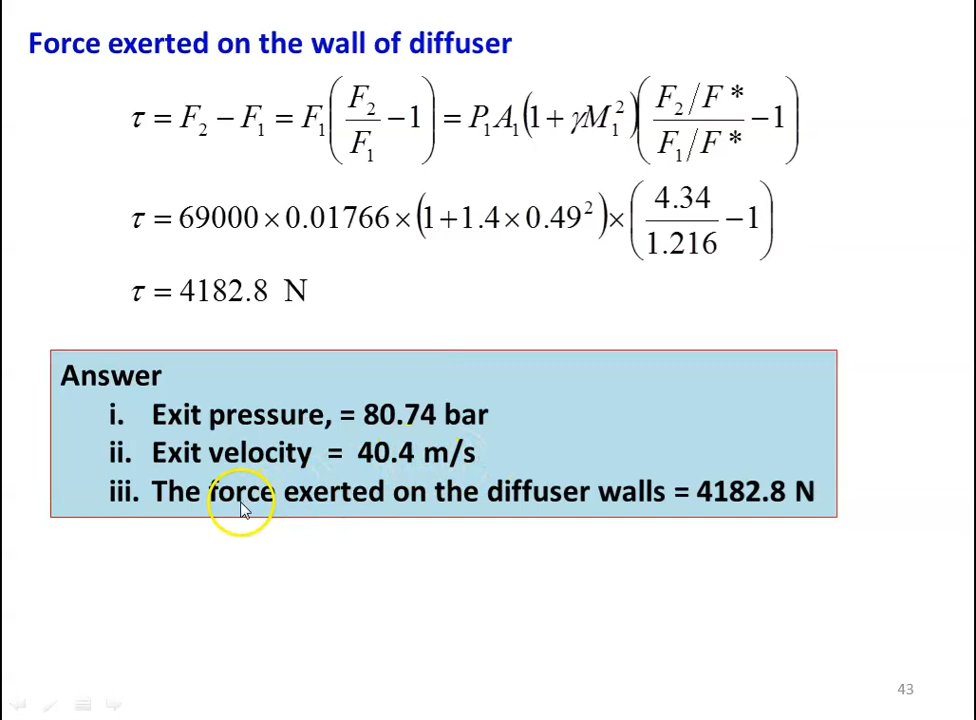 Force exerted on the wall of diffuser
τ = F₂ − F₁ = F₁(F₂/F₁ − 1) = P₁A₁(1 + γM₁²)((F₂/F*)/(F₁/F*) − 1)
τ = 69000 × 0.01766 × (1 + 1.4 × 0.49²) × (4.34/1.216 − 1)
τ = 4182.8 N
Answer
i. Exit pressure, = 80.74 bar
ii. Exit velocity = 40.4 m/s
iii. The force exerted on the diffuser walls = 4182.8 N
43